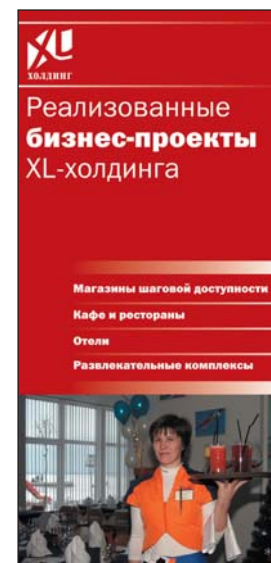 XL
ХОЛДИНГ
Реализованные
бизнес-проекты
XL-холдинга
Магазины шаговой доступности
Кафе и рестораны
Отели
Развлекательные комплексы